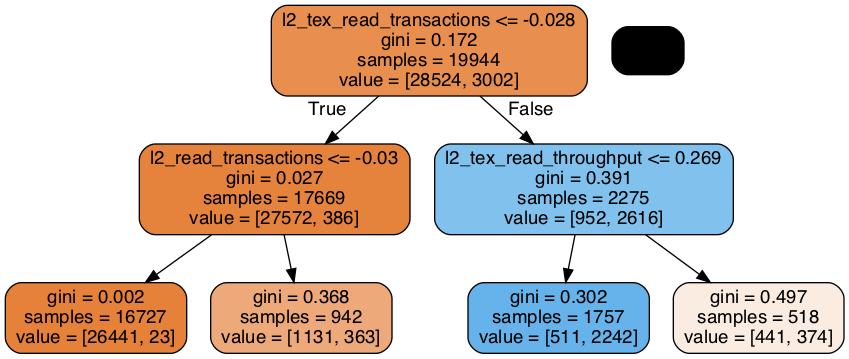 l2_tex_read_transactions <= -0.028
gini = 0.172
samples = 19944
value = [28524, 3002]
True
False
l2_read_transactions <= -0.03
gini = 0.027
samples = 17669
value = [27572, 386]
l2_tex_read_throughput <= 0.269
gini = 0.391
samples = 2275
value = [952, 2616]
gini = 0.002
samples = 16727
value = [26441, 23]
gini = 0.368
samples = 942
value = [1131, 363]
gini = 0.302
samples = 1757
value = [511, 2242]
gini = 0.497
samples = 518
value = [441, 374]